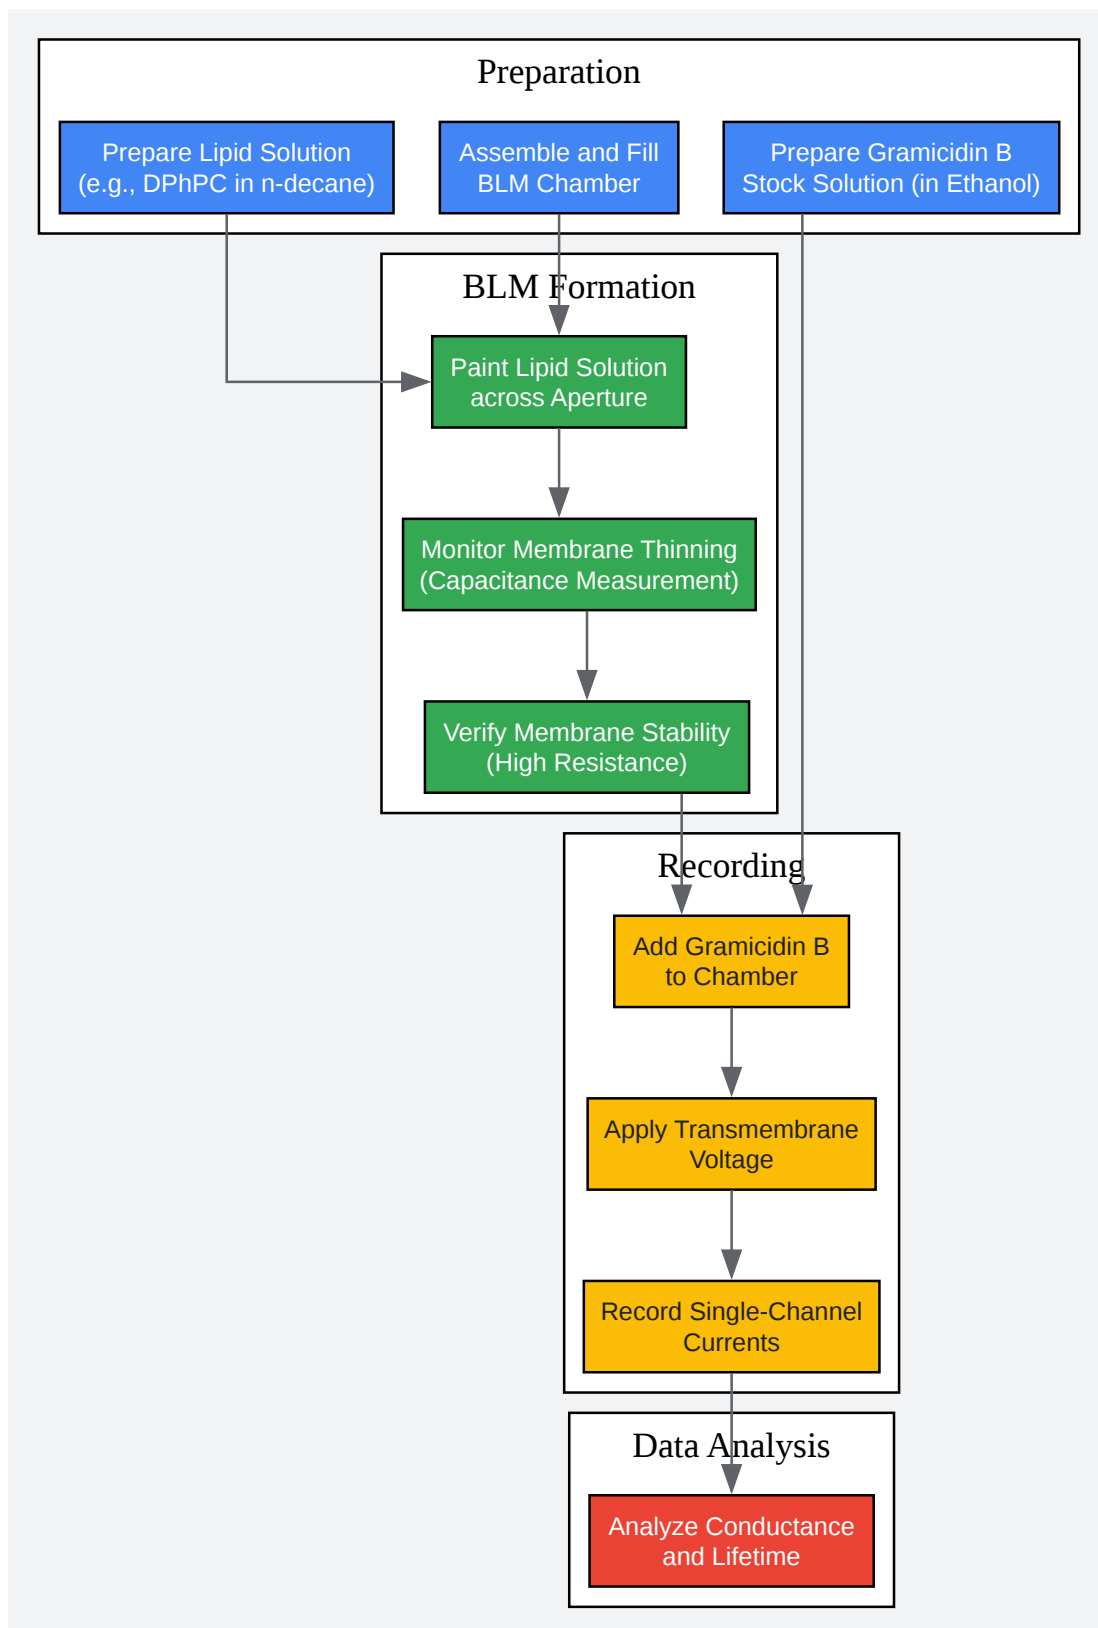 Preparation
Prepare Lipid Solution
(e.g., DPhPC in n-decane)
Assemble and Fill
BLM Chamber
Prepare Gramicidin B
Stock Solution (in Ethanol)
BLM Formation
Paint Lipid Solution
across Aperture
Monitor Membrane Thinning
(Capacitance Measurement)
Verify Membrane Stability
(High Resistance)
Recording
Add Gramicidin B
to Chamber
Apply Transmembrane
Voltage
Record Single-Channel
Currents
Data Analysis
Analyze Conductance
and Lifetime